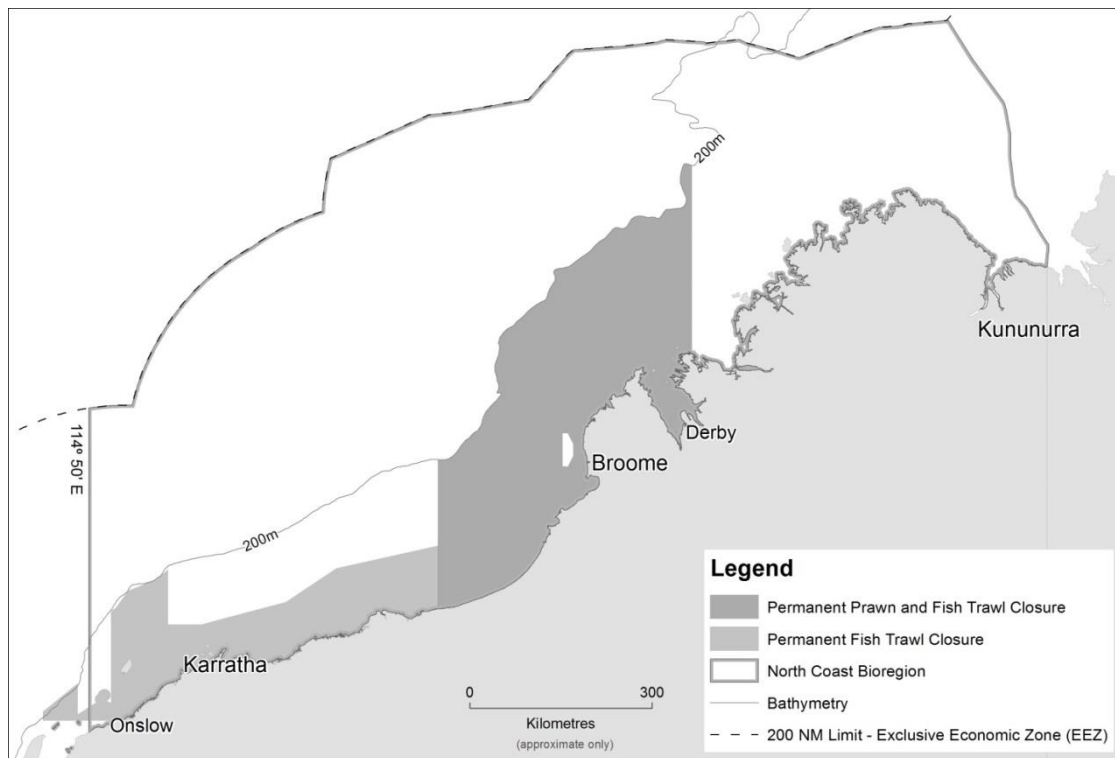 200m
Kununurra
114º 50' E
Derby
Broome
200m
Karratha
Onslow
0 300
Kilometres
(approximate only)
Legend
Permanent Prawn and Fish Trawl Closure
Permanent Fish Trawl Closure
North Coast Bioregion
Bathymetry
200 NM Limit - Exclusive Economic Zone (EEZ)